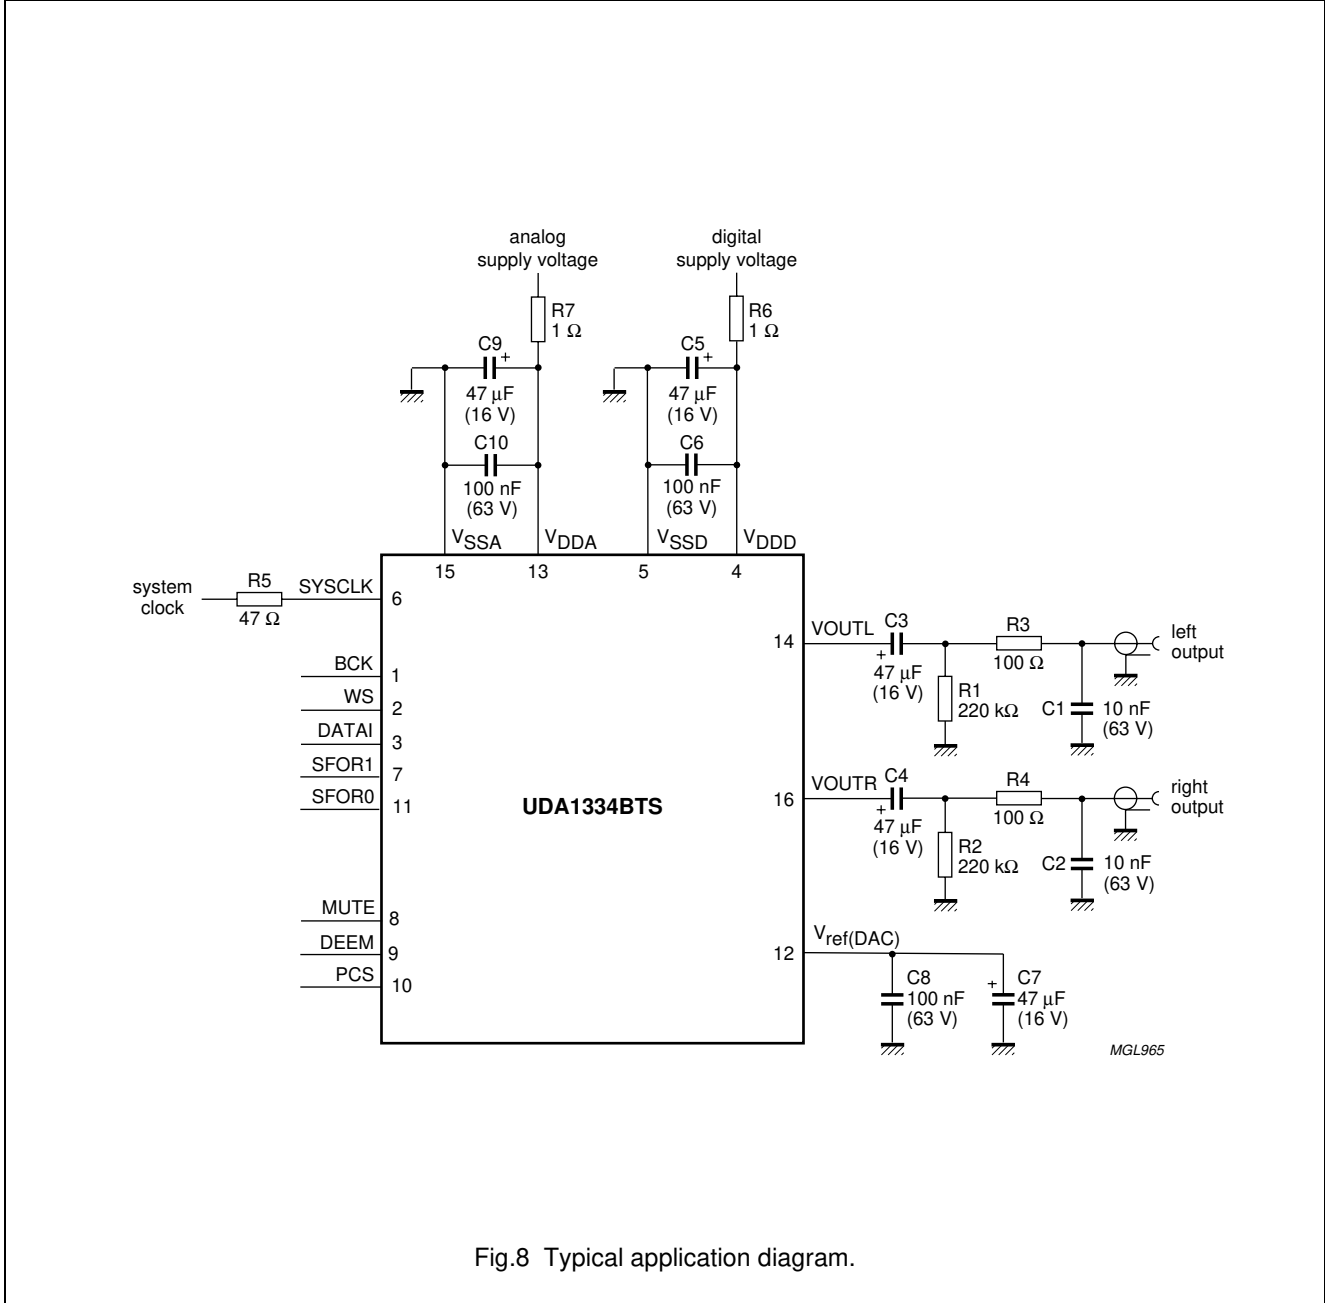 analog
supply voltage
digital
supply voltage
R7
1 Ω
R6
1 Ω
C9
+
47 µF
(16 V)
C5
+
47 µF
(16 V)
C10
100 nF
(63 V)
C6
100 nF
(63 V)
VSSA
VDDA
VSSD
VDDD
15
13
5
4
system
clock
R5
47 Ω
SYSCLK
6
BCK
1
WS
2
DATAI
3
SFOR1
7
SFOR0
11
MUTE
8
DEEM
9
PCS
10
UDA1334BTS
14
VOUTL
C3
+
47 µF
(16 V)
R1
220 kΩ
R3
100 Ω
C1
10 nF
(63 V)
left
output
16
VOUTR
C4
+
47 µF
(16 V)
R2
220 kΩ
R4
100 Ω
C2
10 nF
(63 V)
right
output
12
Vref(DAC)
C8
100 nF
(63 V)
+
C7
47 µF
(16 V)
MGL965
Fig.8 Typical application diagram.